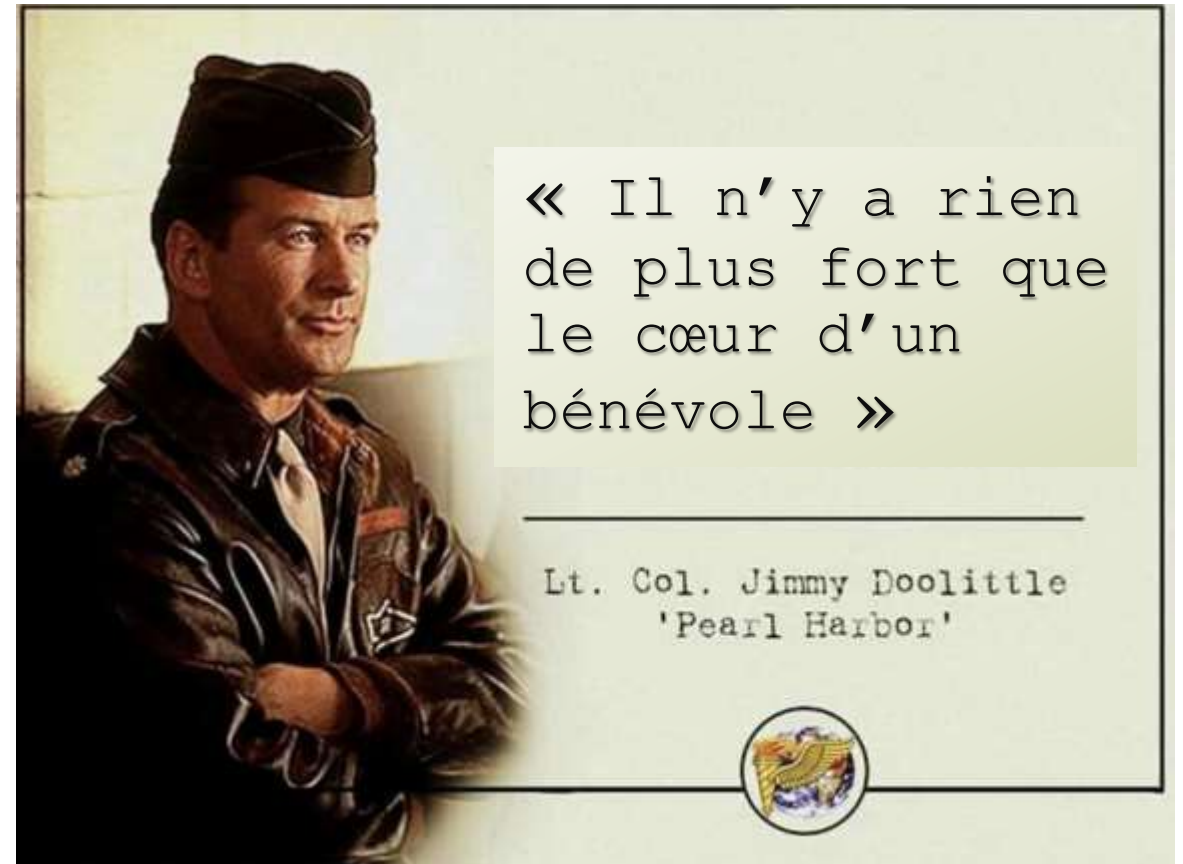 « Il n’y a rien
de plus fort que
le cœur d’un
bénévole »
Lt. Col. Jimmy Doolittle
'Pearl Harbor'